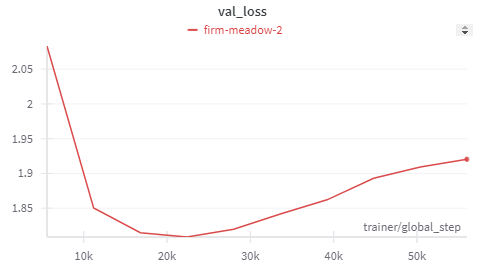 val_loss
firm-meadow-2
2.05
2
1.95
1.9
1.85
trainer/global_step
10k
20k
30k
40k
50k